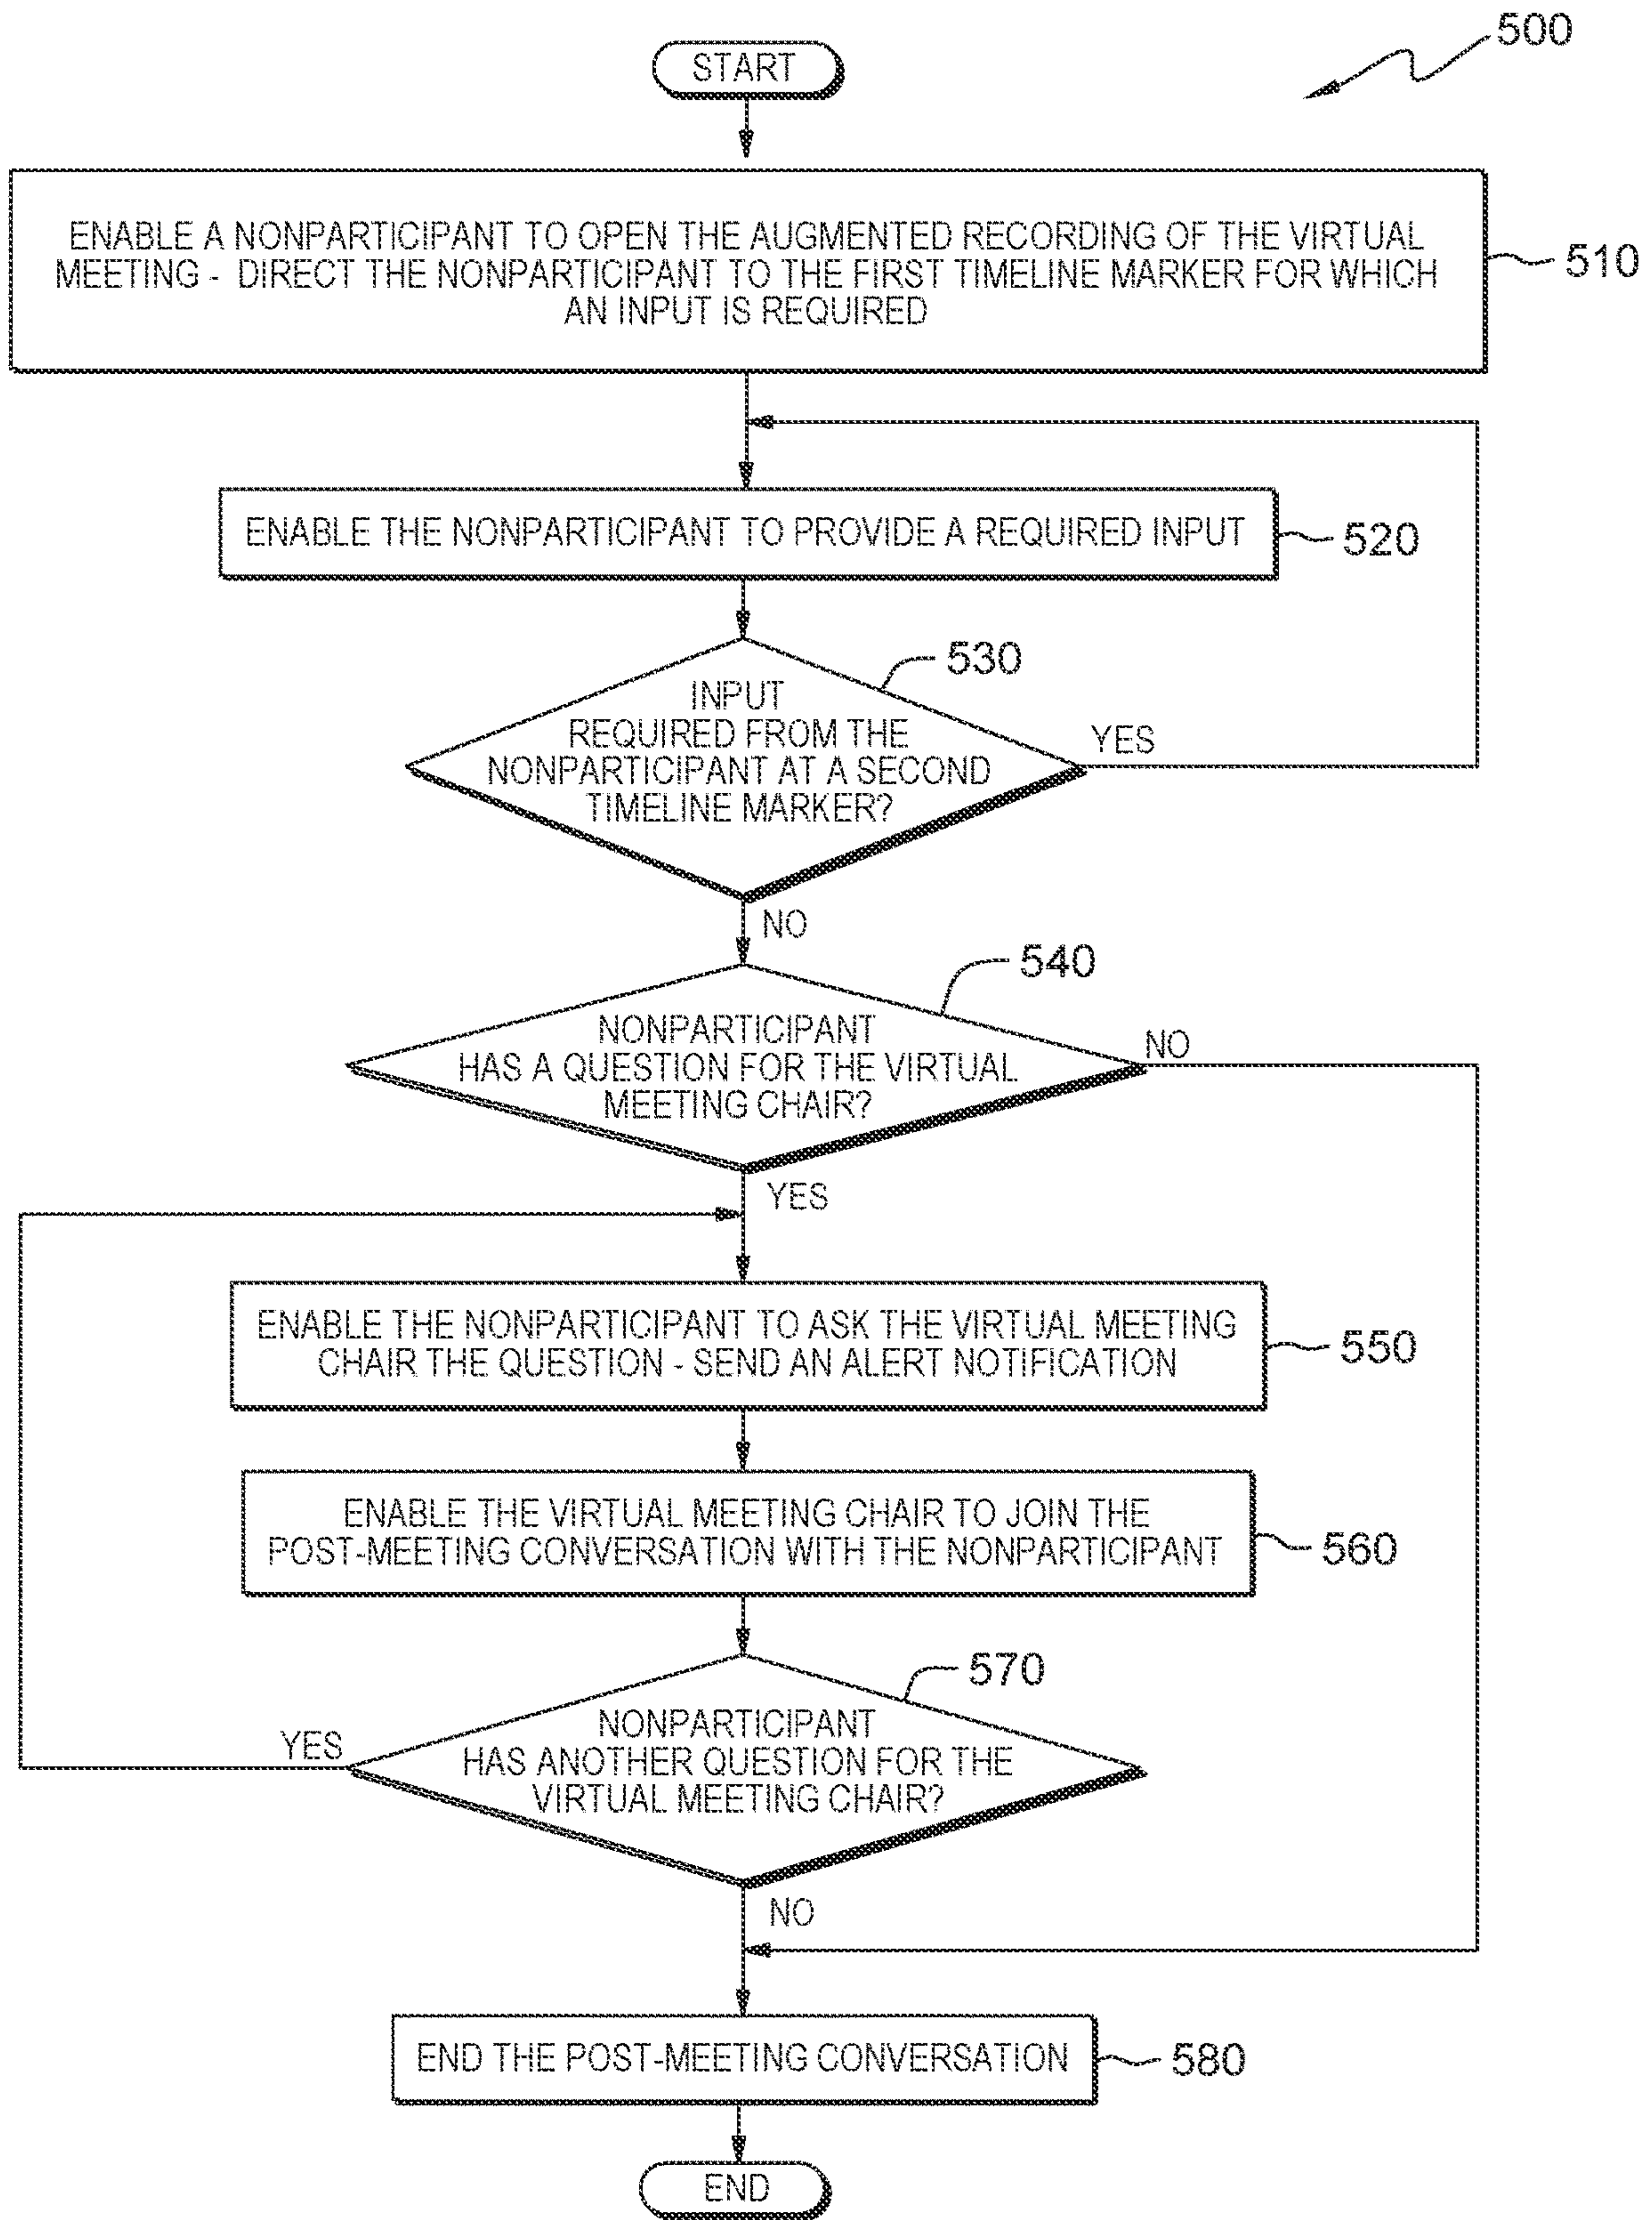 500
START
ENABLE A NONPARTICIPANT TO OPEN THE AUGMENTED RECORDING OF THE VIRTUAL
MEETING - DIRECT THE NONPARTICIPANT TO THE FIRST TIMELINE MARKER FOR WHICH
AN INPUT IS REQUIRED
510
ENABLE THE NONPARTICIPANT TO PROVIDE A REQUIRED INPUT
520
530
INPUT
REQUIRED FROM THE
NONPARTICIPANT AT A SECOND
TIMELINE MARKER?
YES
NO
540
NONPARTICIPANT
HAS A QUESTION FOR THE VIRTUAL
MEETING CHAIR?
NO
YES
ENABLE THE NONPARTICIPANT TO ASK THE VIRTUAL MEETING
CHAIR THE QUESTION - SEND AN ALERT NOTIFICATION
550
ENABLE THE VIRTUAL MEETING CHAIR TO JOIN THE
POST-MEETING CONVERSATION WITH THE NONPARTICIPANT
560
570
NONPARTICIPANT
HAS ANOTHER QUESTION FOR THE
VIRTUAL MEETING CHAIR?
YES
NO
END THE POST-MEETING CONVERSATION
580
END